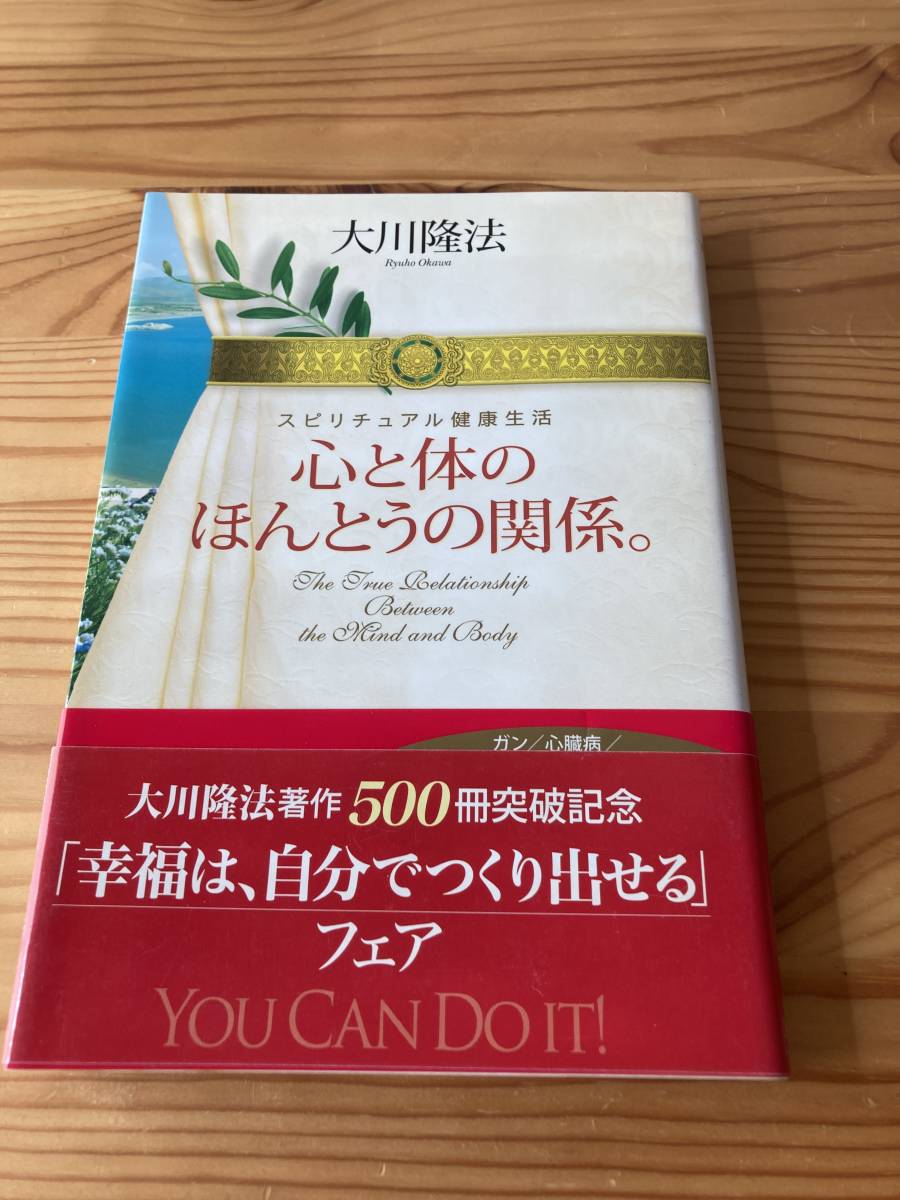 大川隆法
Ryuho Okawa
スピリチュアル健康生活
心と体の
ほんとうの関係。
The True Relationship
Between
the Mind and Body
ガン／心臓病／
大川隆法著作500冊突破記念
「幸福は、自分でつくり出せる」
フェア
YOU CAN DO IT!